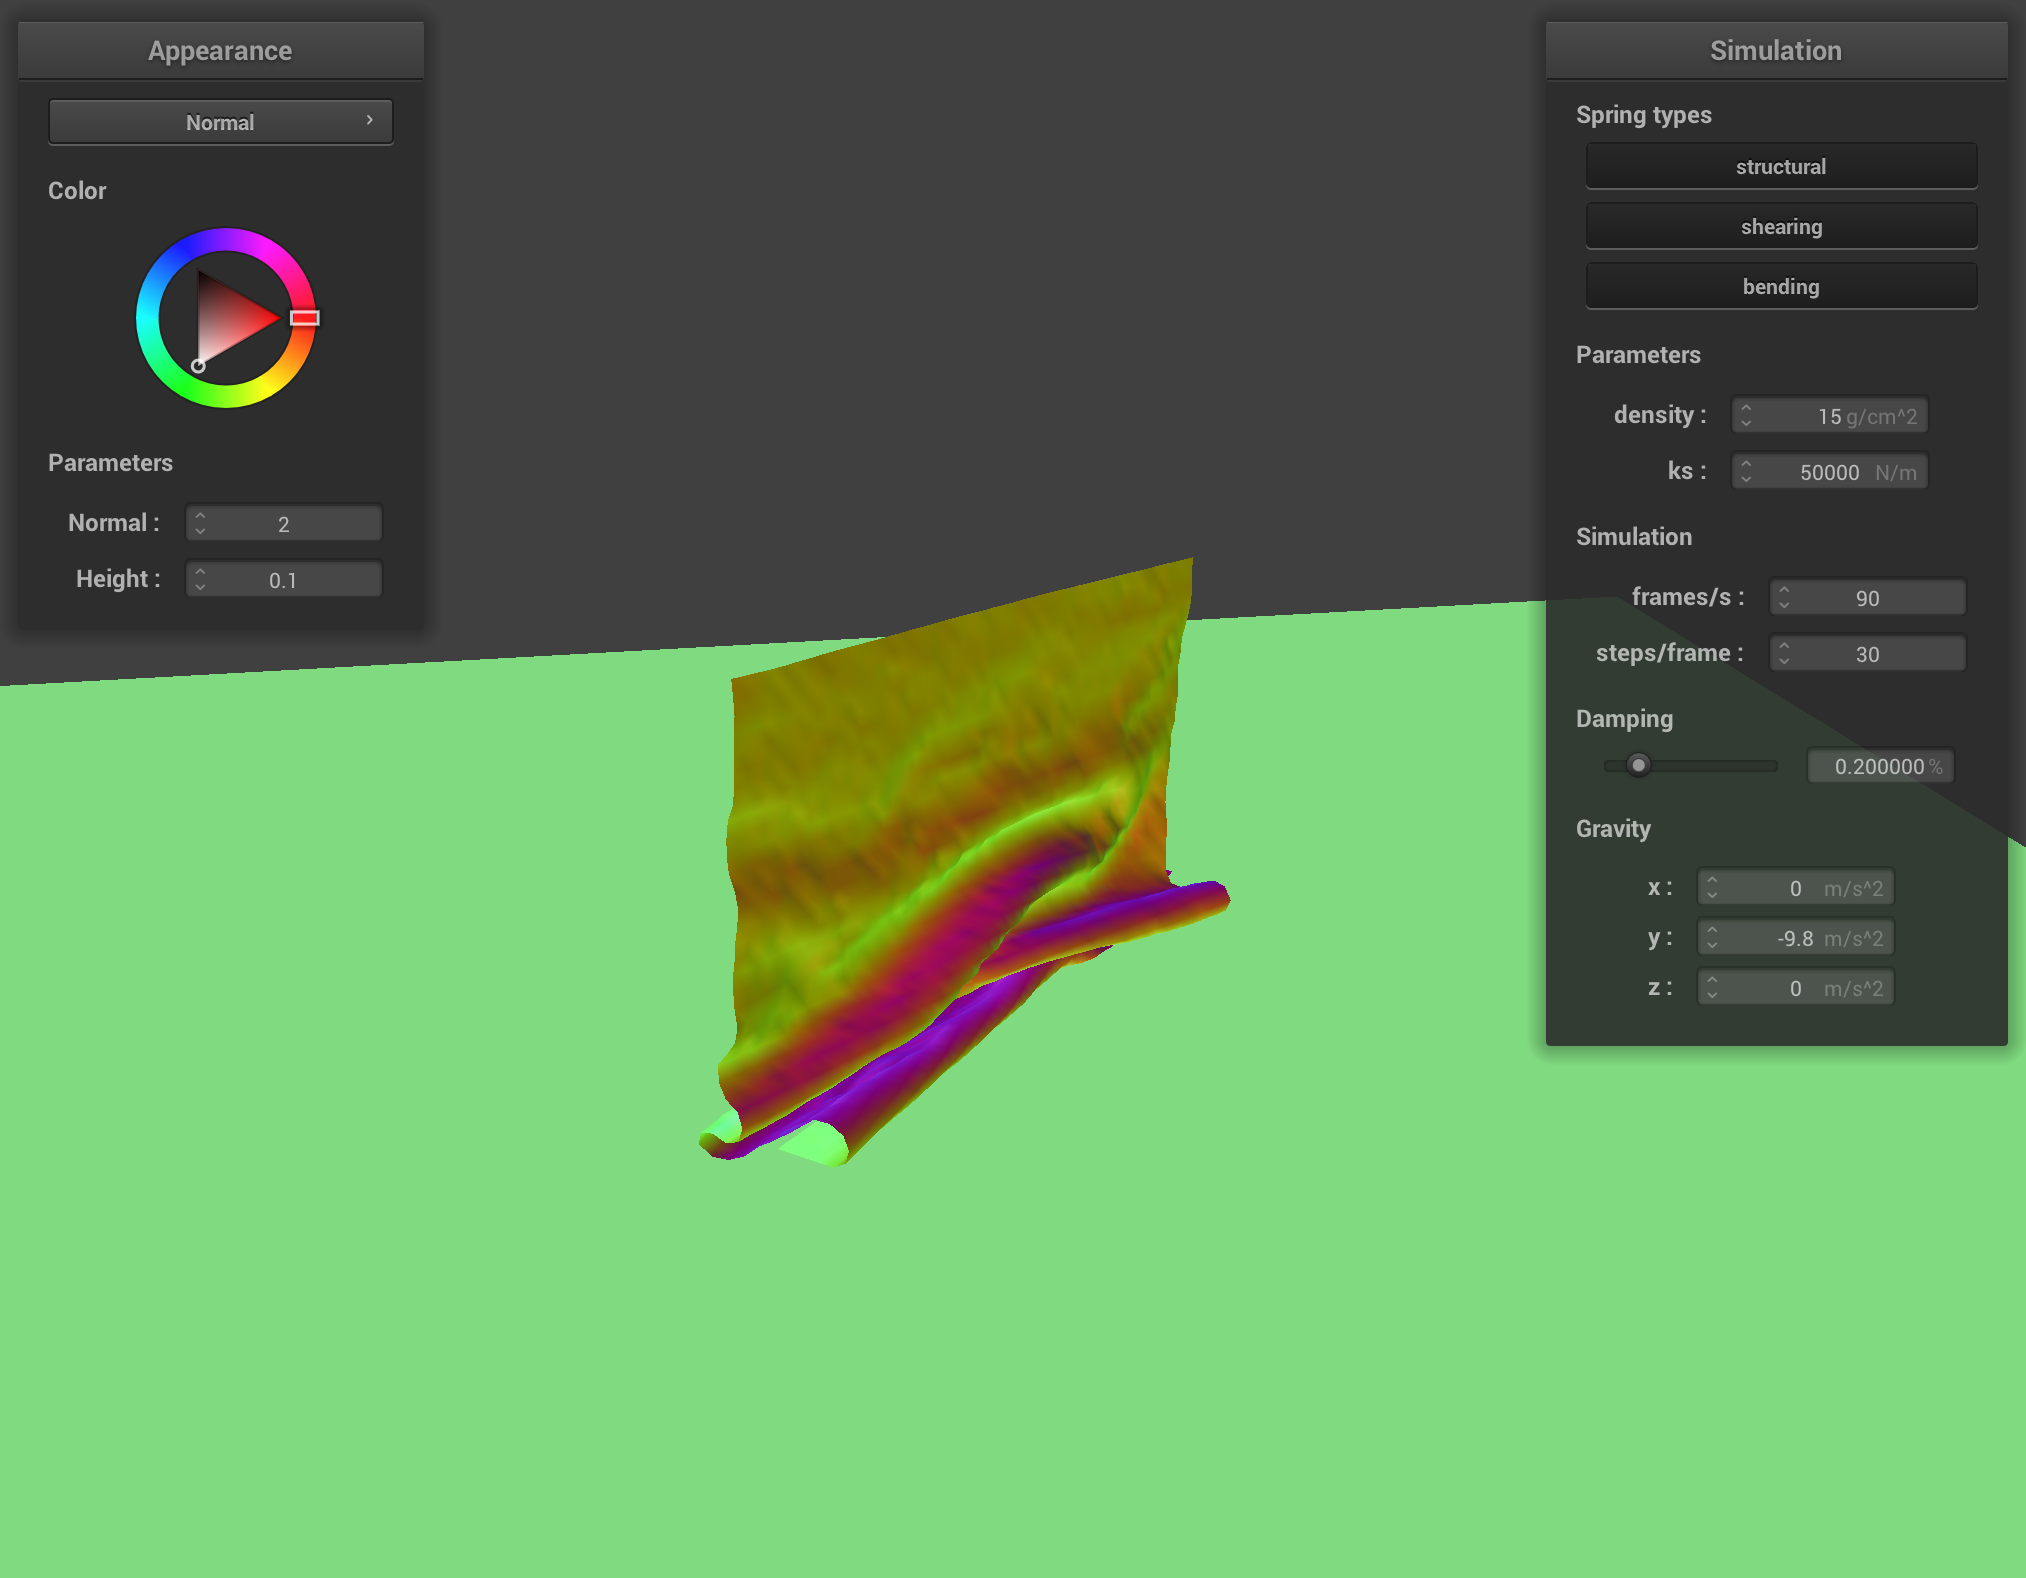 Appearance
Normal
Color
Parameters
Normal : 2
Height : 0.1
Simulation
Spring types
structural
shearing
bending
Parameters
density : 15 g/cm^2
ks : 50000 N/m
Simulation
frames/s : 90
steps/frame : 30
Damping
0.200000 %
Gravity
x : 0 m/s^2
y : -9.8 m/s^2
z : 0 m/s^2